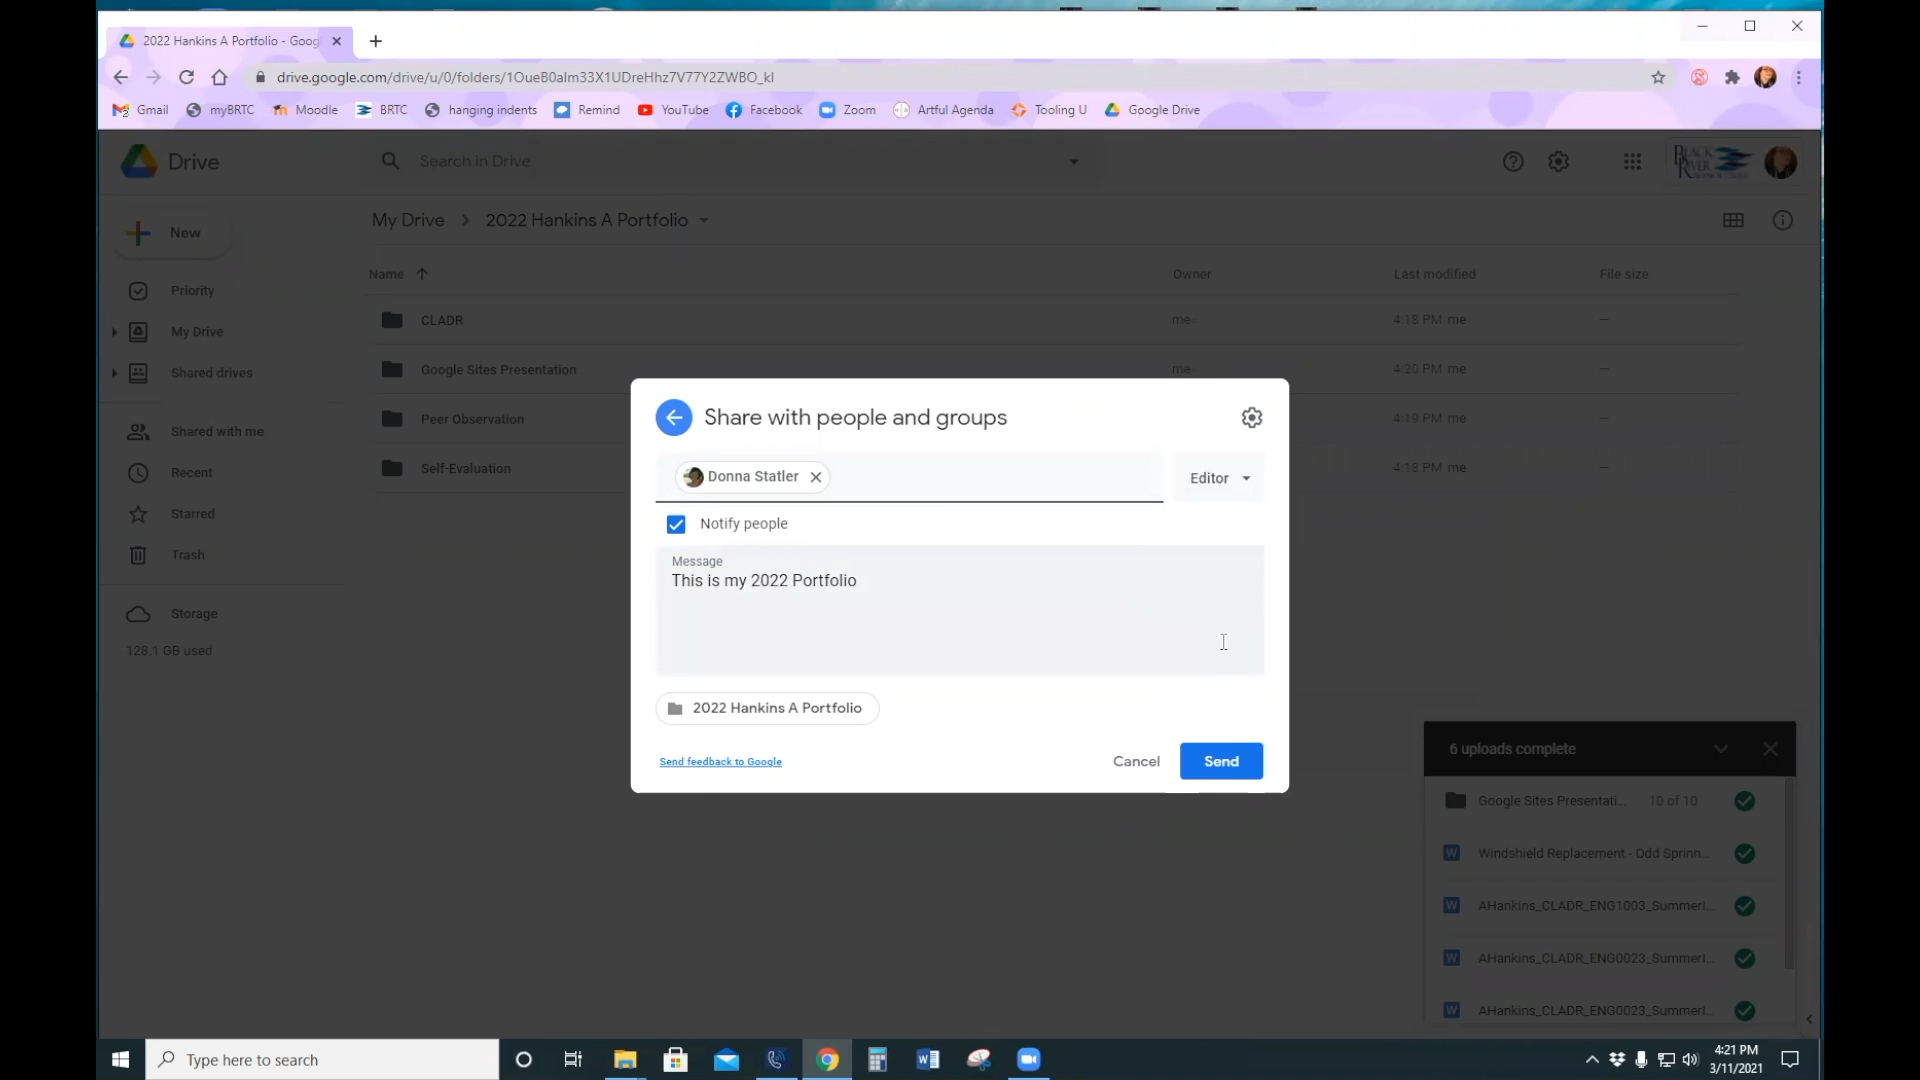 2022 Hankins A Portfolio - Goog
drive.google.com/drive/u/0/folders/1OueB0alm33X1UDreHhz7V77Y2ZWBO_kI
Gmail myBRTC Moodle BRTC hanging indents Remind YouTube Facebook Zoom Artful Agenda Tooling U Google Drive
Drive
Search in Drive
BLACK RIVER
New
My Drive > 2022 Hankins A Portfolio
Name Owner Last modified File size
Priority
My Drive
Shared drives
Shared with me
Recent
Starred
Trash
Storage
128.1 GB used
CLADR me 4:18 PM me —
Google Sites Presentation me 4:20 PM me —
Peer Observation 4:19 PM me —
Self-Evaluation 4:18 PM me —
Share with people and groups
Donna Statler
Editor
Notify people
Message
This is my 2022 Portfolio
2022 Hankins A Portfolio
Send feedback to Google
Cancel
Send
6 uploads complete
Google Sites Presentati... 10 of 10
Windshield Replacement - Odd Sprinn...
AHankins_CLADR_ENG1003_SummerI...
AHankins_CLADR_ENG0023_SummerI...
AHankins_CLADR_ENG0023_SummerI...
Type here to search
4:21 PM
3/11/2021